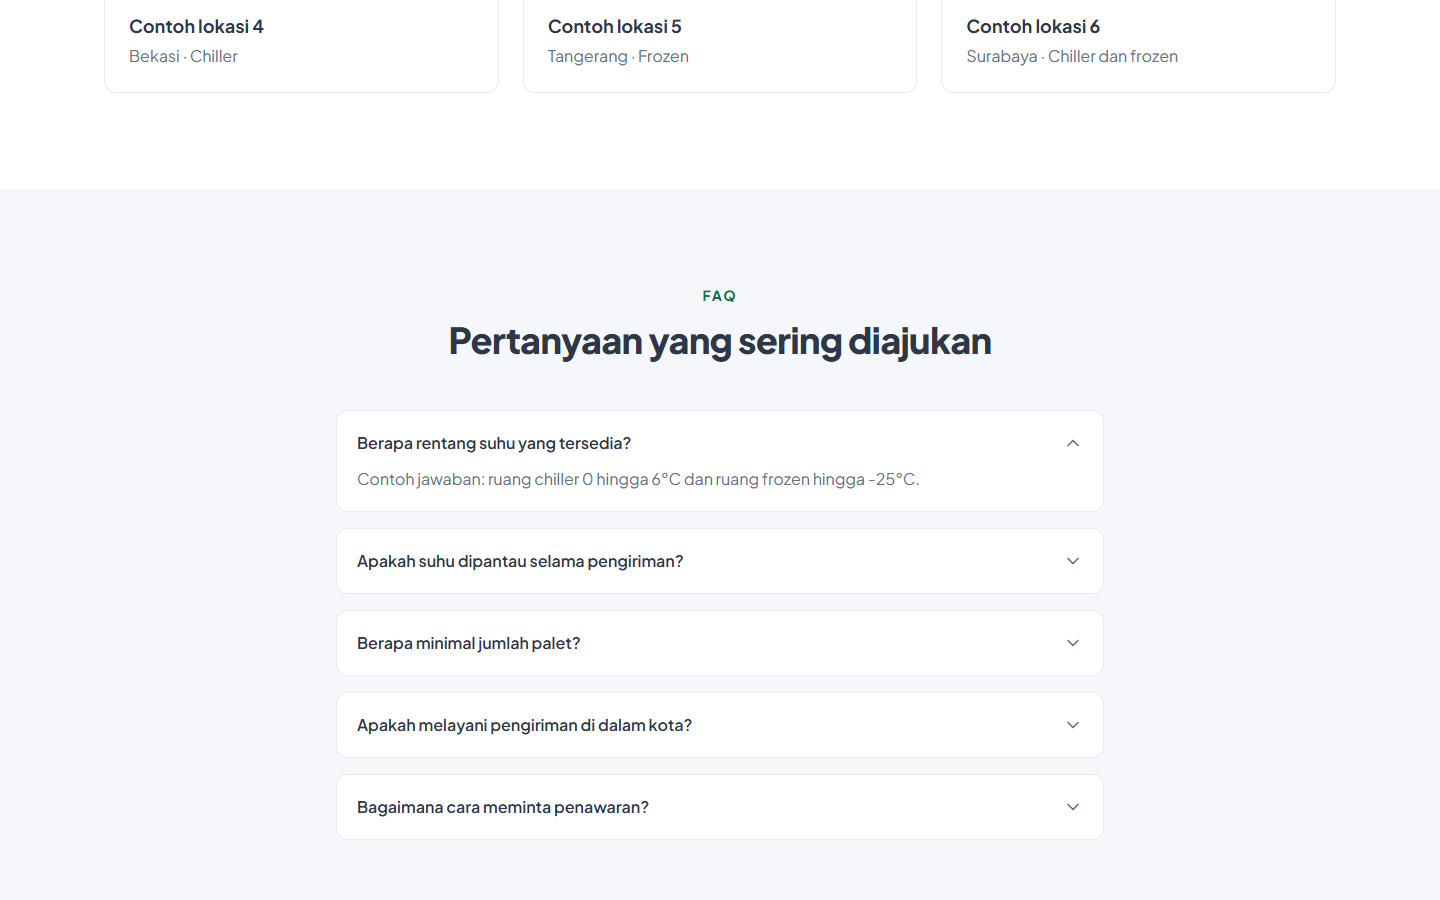 Contoh lokasi 4
Bekasi · Chiller
Contoh lokasi 5
Tangerang · Frozen
Contoh lokasi 6
Surabaya · Chiller dan frozen
FAQ
Pertanyaan yang sering diajukan
Berapa rentang suhu yang tersedia?
Contoh jawaban: ruang chiller 0 hingga 6°C dan ruang frozen hingga -25°C.
Apakah suhu dipantau selama pengiriman?
Berapa minimal jumlah palet?
Apakah melayani pengiriman di dalam kota?
Bagaimana cara meminta penawaran?